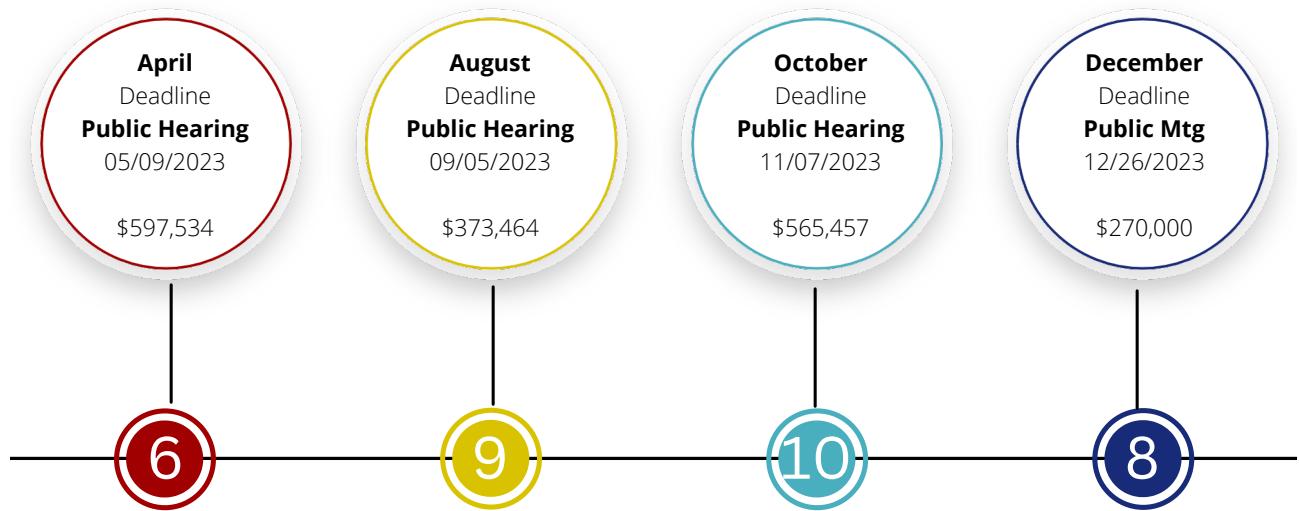 April
Deadline
Public Hearing
05/09/2023
$597,534
August
Deadline
Public Hearing
09/05/2023
$373,464
October
Deadline
Public Hearing
11/07/2023
$565,457
December
Deadline
Public Mtg
12/26/2023
$270,000
6
9
10
8